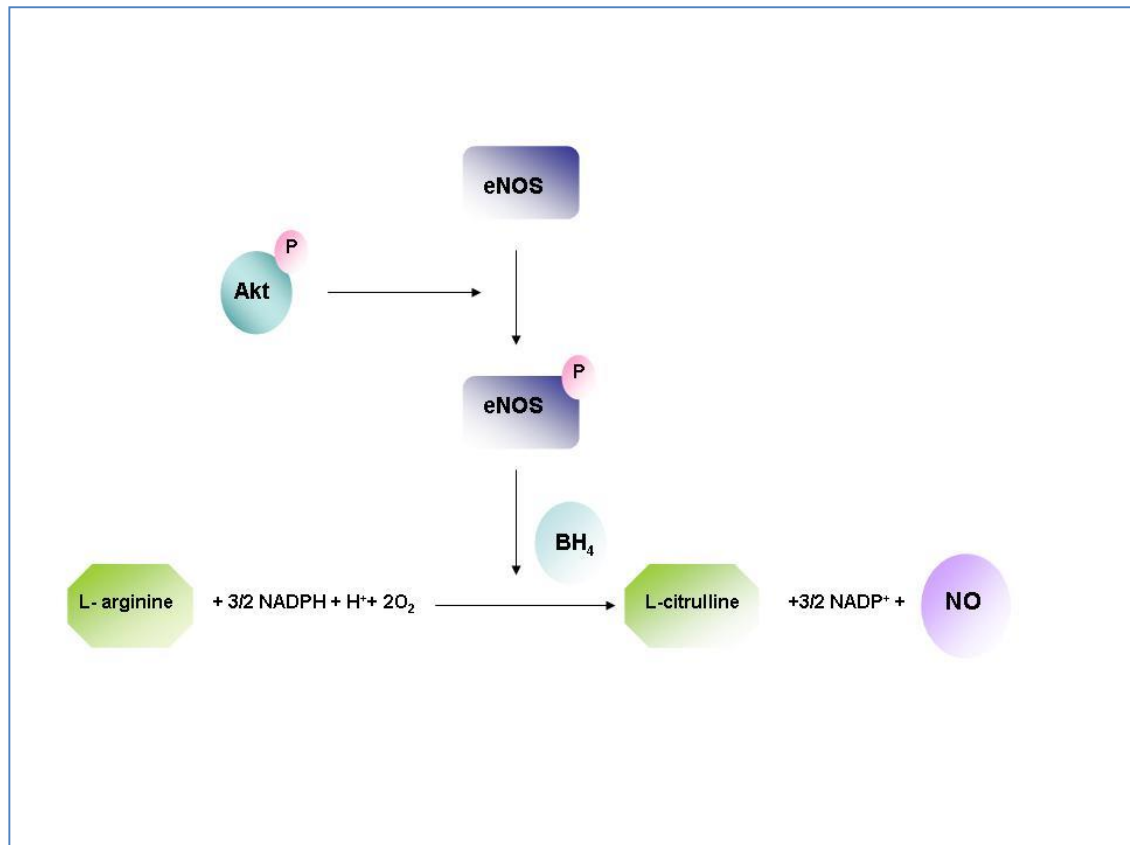 eNOS
P
Akt
P
eNOS
BH₄
L- arginine + 3/2 NADPH + H⁺+ 2O₂ L-citrulline +3/2 NADP⁺ + NO